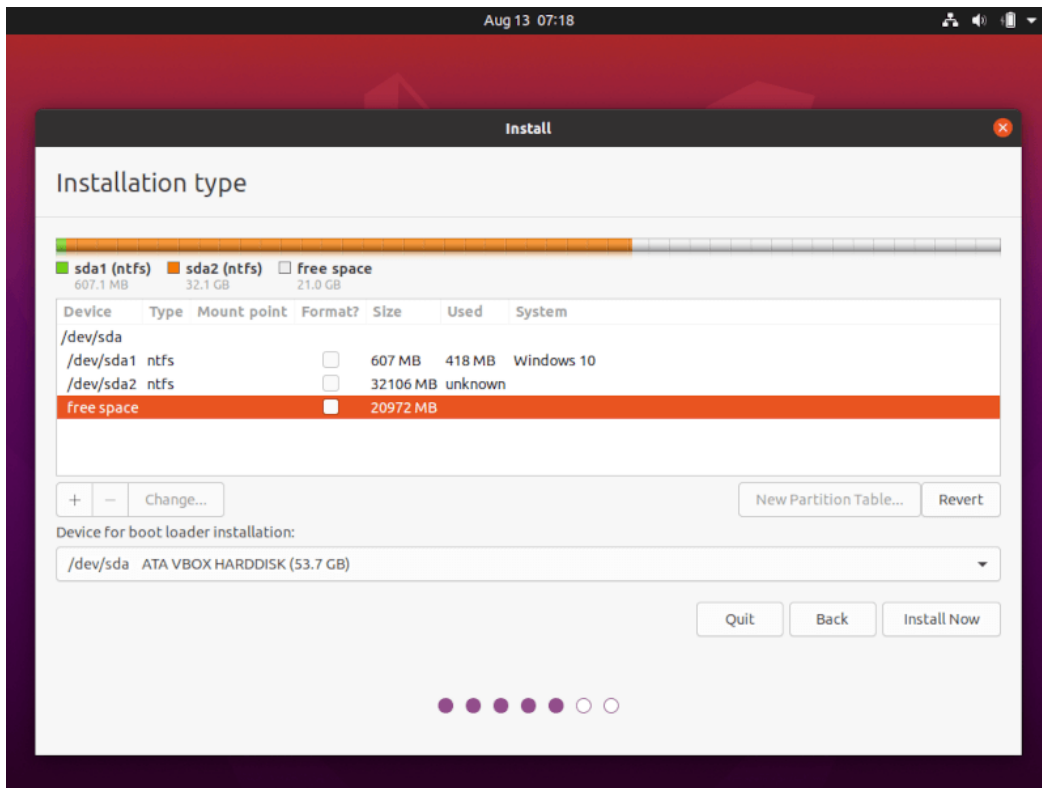 Aug 13 07:18
Install
Installation type
sda1 (ntfs) sda2 (ntfs) free space
607.1 MB 32.1 GB 21.0 GB
Device Type Mount point Format? Size Used System
/dev/sda
/dev/sda1 ntfs 607 MB 418 MB Windows 10
/dev/sda2 ntfs 32106 MB unknown
free space 20972 MB
+ − Change... New Partition Table... Revert
Device for boot loader installation:
/dev/sda ATA VBOX HARDDISK (53.7 GB)
Quit Back Install Now